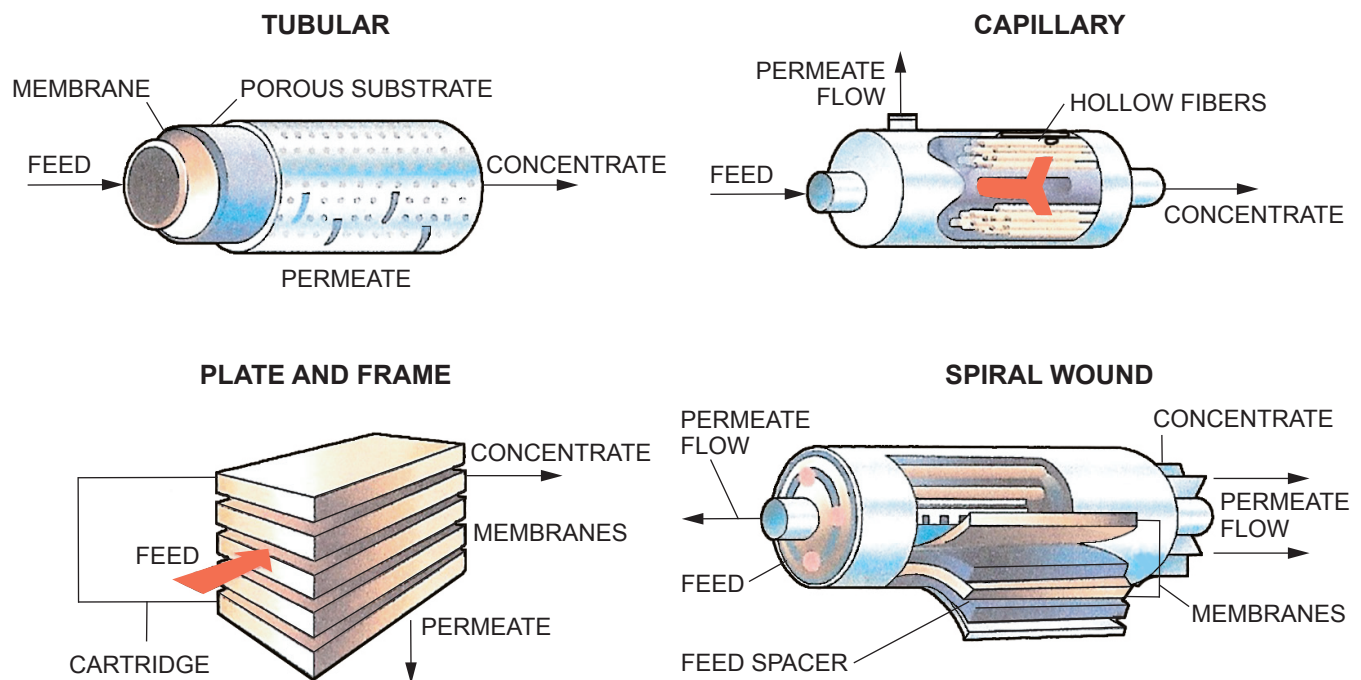 TUBULAR
MEMBRANE
POROUS SUBSTRATE
FEED
CONCENTRATE
PERMEATE
CAPILLARY
PERMEATE
FLOW
HOLLOW FIBERS
FEED
CONCENTRATE
PLATE AND FRAME
CONCENTRATE
MEMBRANES
FEED
PERMEATE
CARTRIDGE
SPIRAL WOUND
PERMEATE
FLOW
CONCENTRATE
PERMEATE
FLOW
FEED
MEMBRANES
FEED SPACER